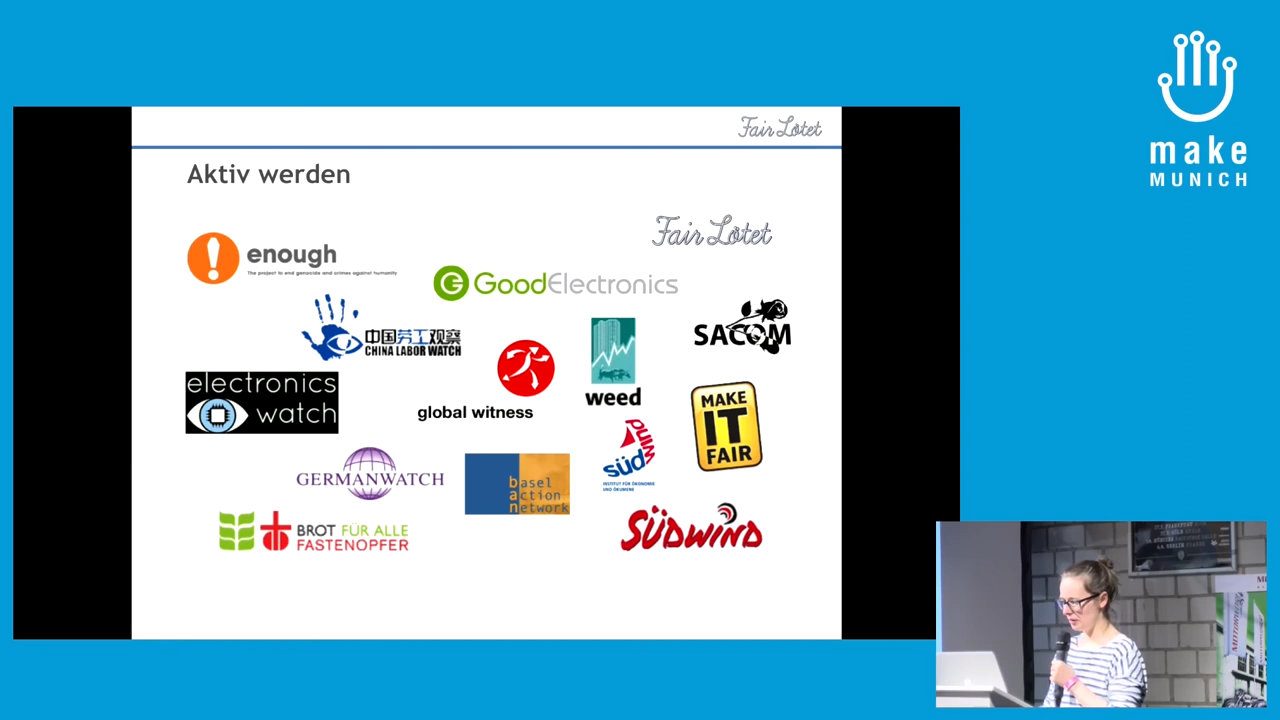 make
MUNICH
Fair Lötet
Aktiv werden
Fair Lötet
enough
The project to end genocide and crimes against humanity
GoodElectronics
中国劳工观察
CHINA LABOR WATCH
SACOM
electronics
watch
global witness
weed
MAKE
IT
FAIR
GERMANWATCH
basel
action
network
südwind
INSTITUT FÜR ÖKONOMIE
UND ÖKUMENE
BROT FÜR ALLE
FASTENOPFER
SÜDWIND